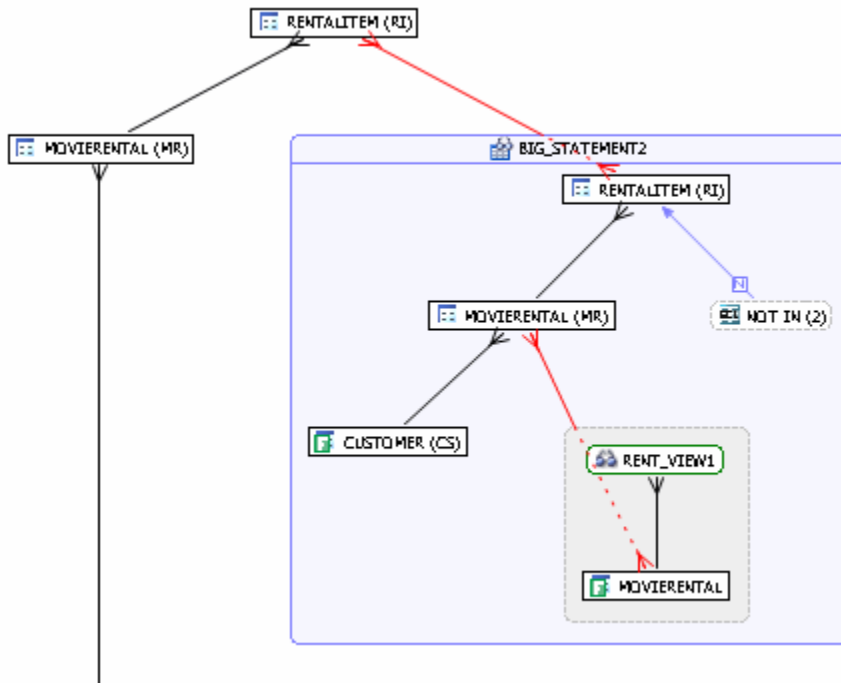 RENTALITEM (RI)
MOVIERENTAL (MR)
BIG_STATEMENT2
RENTALITEM (RI)
N
MOVIERENTAL (MR)
NOT IN (2)
CUSTOMER (CS)
RENT_VIEW1
MOVIERENTAL